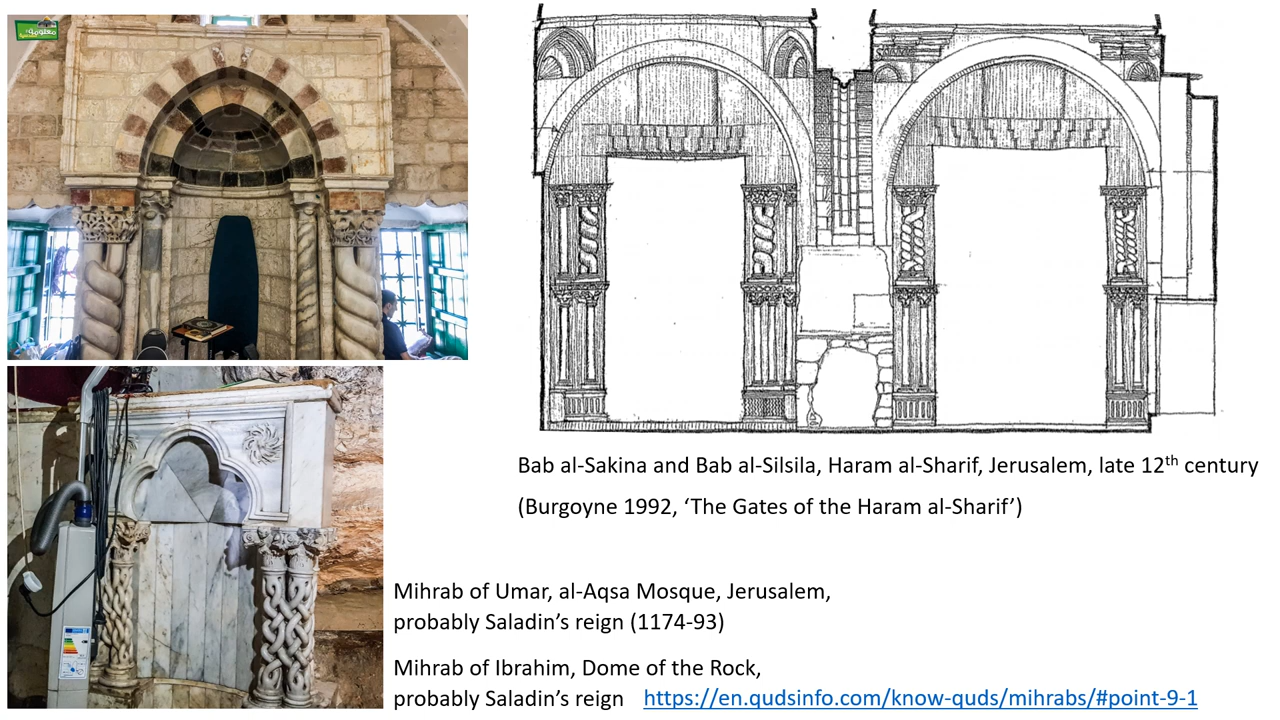 معلومة
Bab al-Sakina and Bab al-Silsila, Haram al-Sharif, Jerusalem, late 12th century
(Burgoyne 1992, ‘The Gates of the Haram al-Sharif’)
Mihrab of Umar, al-Aqsa Mosque, Jerusalem,
probably Saladin’s reign (1174-93)
Mihrab of Ibrahim, Dome of the Rock,
probably Saladin’s reign https://en.qudsinfo.com/know-quds/mihrabs/#point-9-1